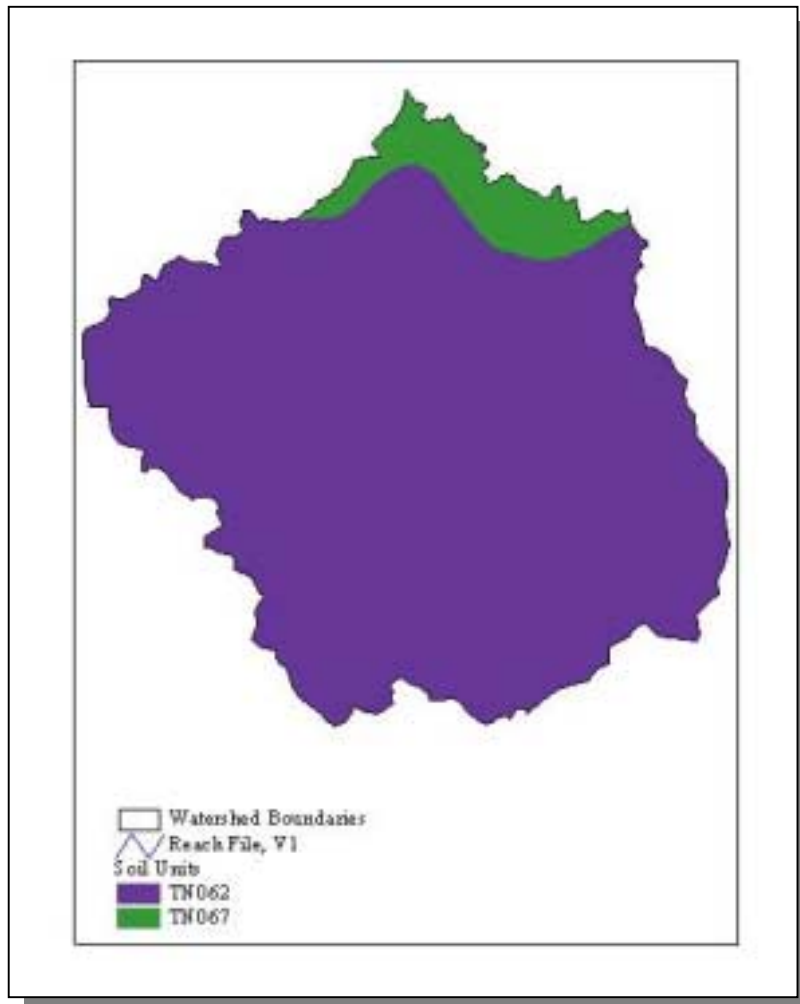 Watershed Boundaries
Reach File, V1
Soil Units
TN062
TN067